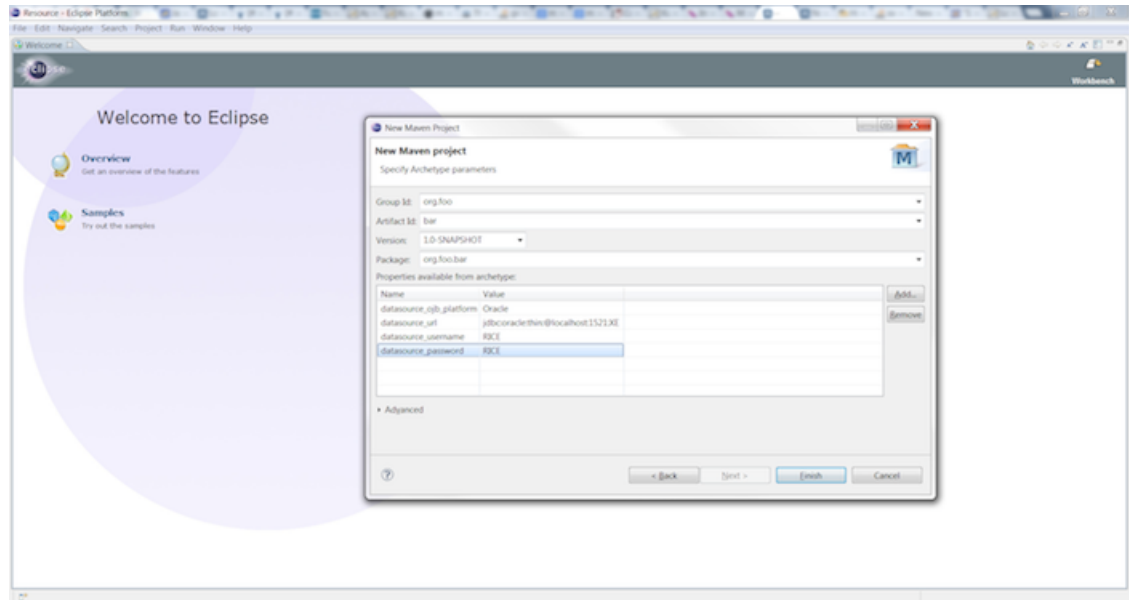 Resource - Eclipse Platform
File Edit Navigate Search Project Run Window Help
Welcome
eclipse
Workbench
Welcome to Eclipse
Overview
Get an overview of the features
Samples
Try out the samples
New Maven Project
New Maven project
Specify Archetype parameters
M
Group Id: org.foo
Artifact Id: bar
Version: 1.0-SNAPSHOT
Package: org.foo.bar
Properties available from archetype:
Name Value
datasource_ojb_platform Oracle
datasource_url jdbc:oracle:thin:@localhost:1521:XE
datasource_username RICE
datasource_password RICE
Add...
Remove
Advanced
?
< Back Next > Finish Cancel